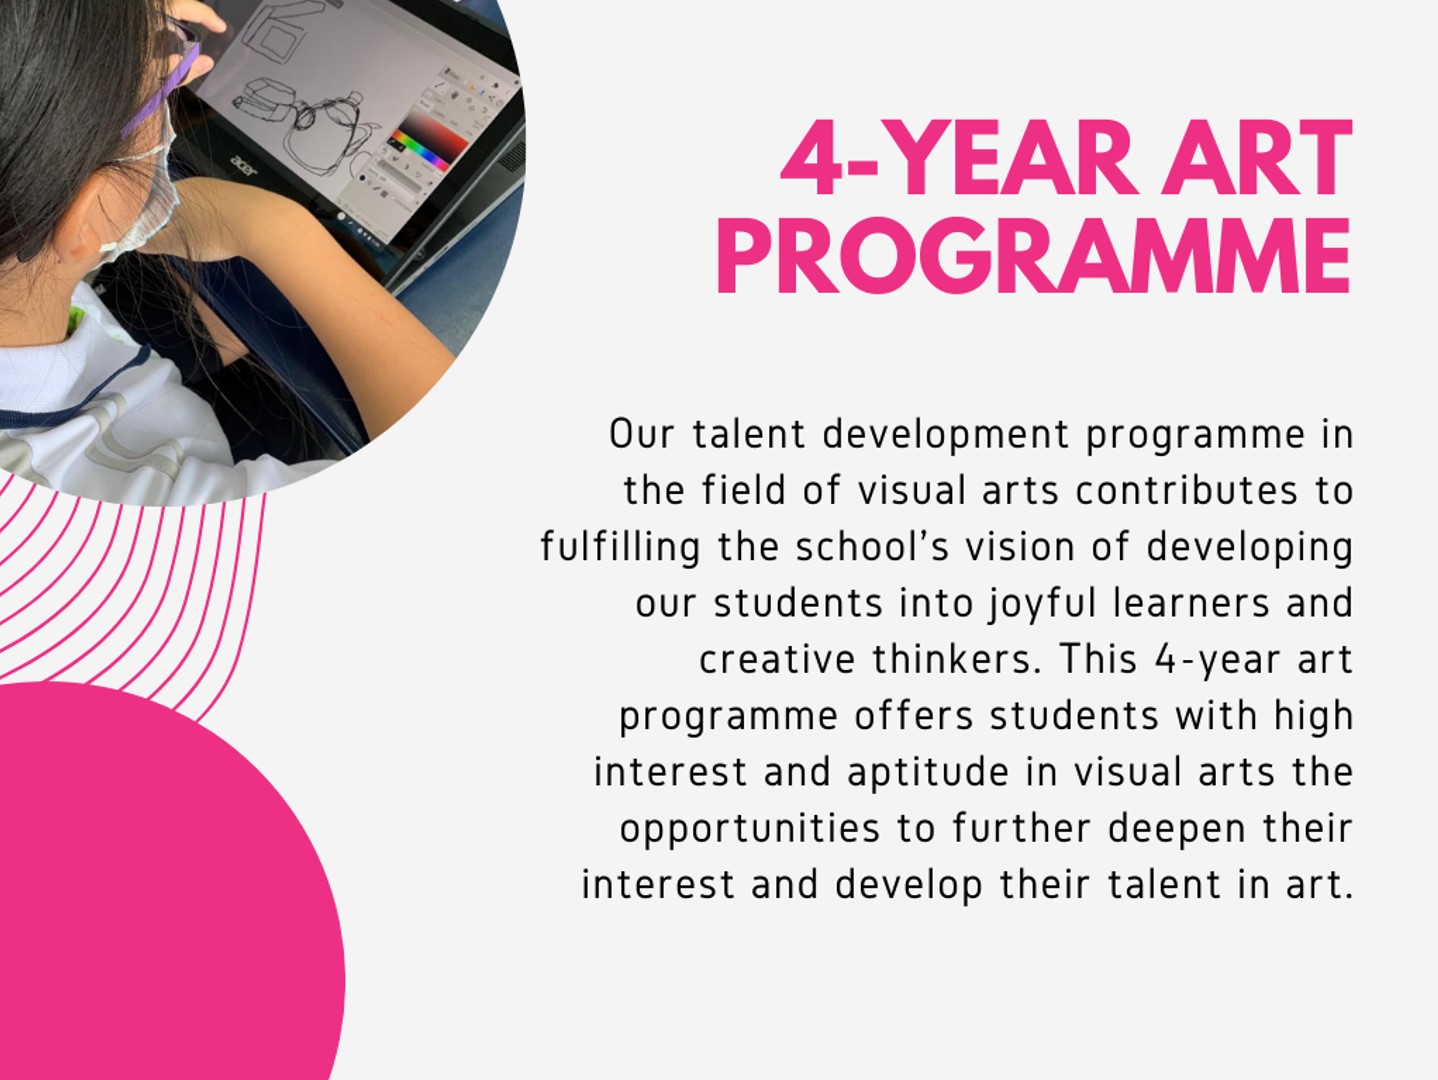 acer
4-YEAR ART
PROGRAMME
Our talent development programme in
the field of visual arts contributes to
fulfilling the school’s vision of developing
our students into joyful learners and
creative thinkers. This 4-year art
programme offers students with high
interest and aptitude in visual arts the
opportunities to further deepen their
interest and develop their talent in art.